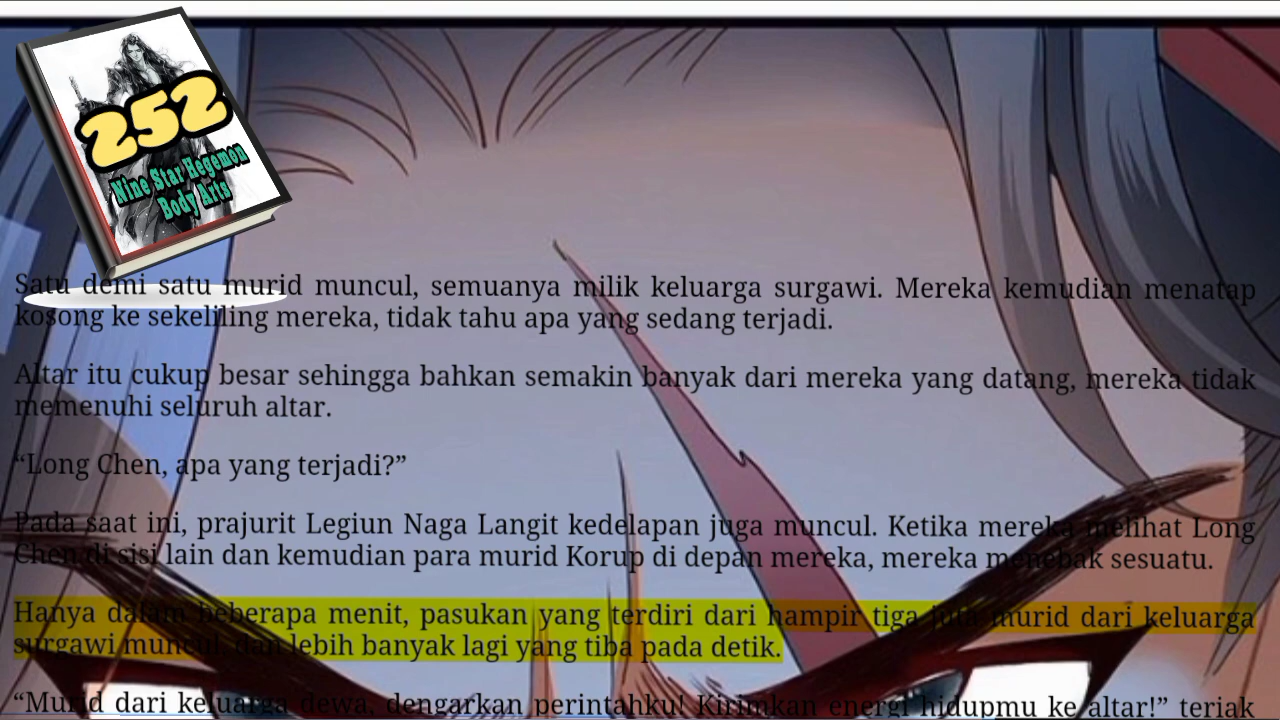 252
Nine Star Hegemon
Body Arts
Satu demi satu murid muncul, semuanya milik keluarga surgawi. Mereka kemudian menatap
kosong ke sekeliling mereka, tidak tahu apa yang sedang terjadi.
Altar itu cukup besar sehingga bahkan semakin banyak dari mereka yang datang, mereka tidak
memenuhi seluruh altar.
“Long Chen, apa yang terjadi?”
Pada saat ini, prajurit Legiun Naga Langit kedelapan juga muncul. Ketika mereka melihat Long
Chen di sisi lain dan kemudian para murid Korup di depan mereka, mereka menebak sesuatu.
Hanya dalam beberapa menit, pasukan yang terdiri dari hampir tiga juta murid dari keluarga
surgawi muncul, dan lebih banyak lagi yang tiba pada detik.
“Murid dari keluarga dewa, dengarkan perintahku! Kirimkan energi hidupmu ke altar!” teriak